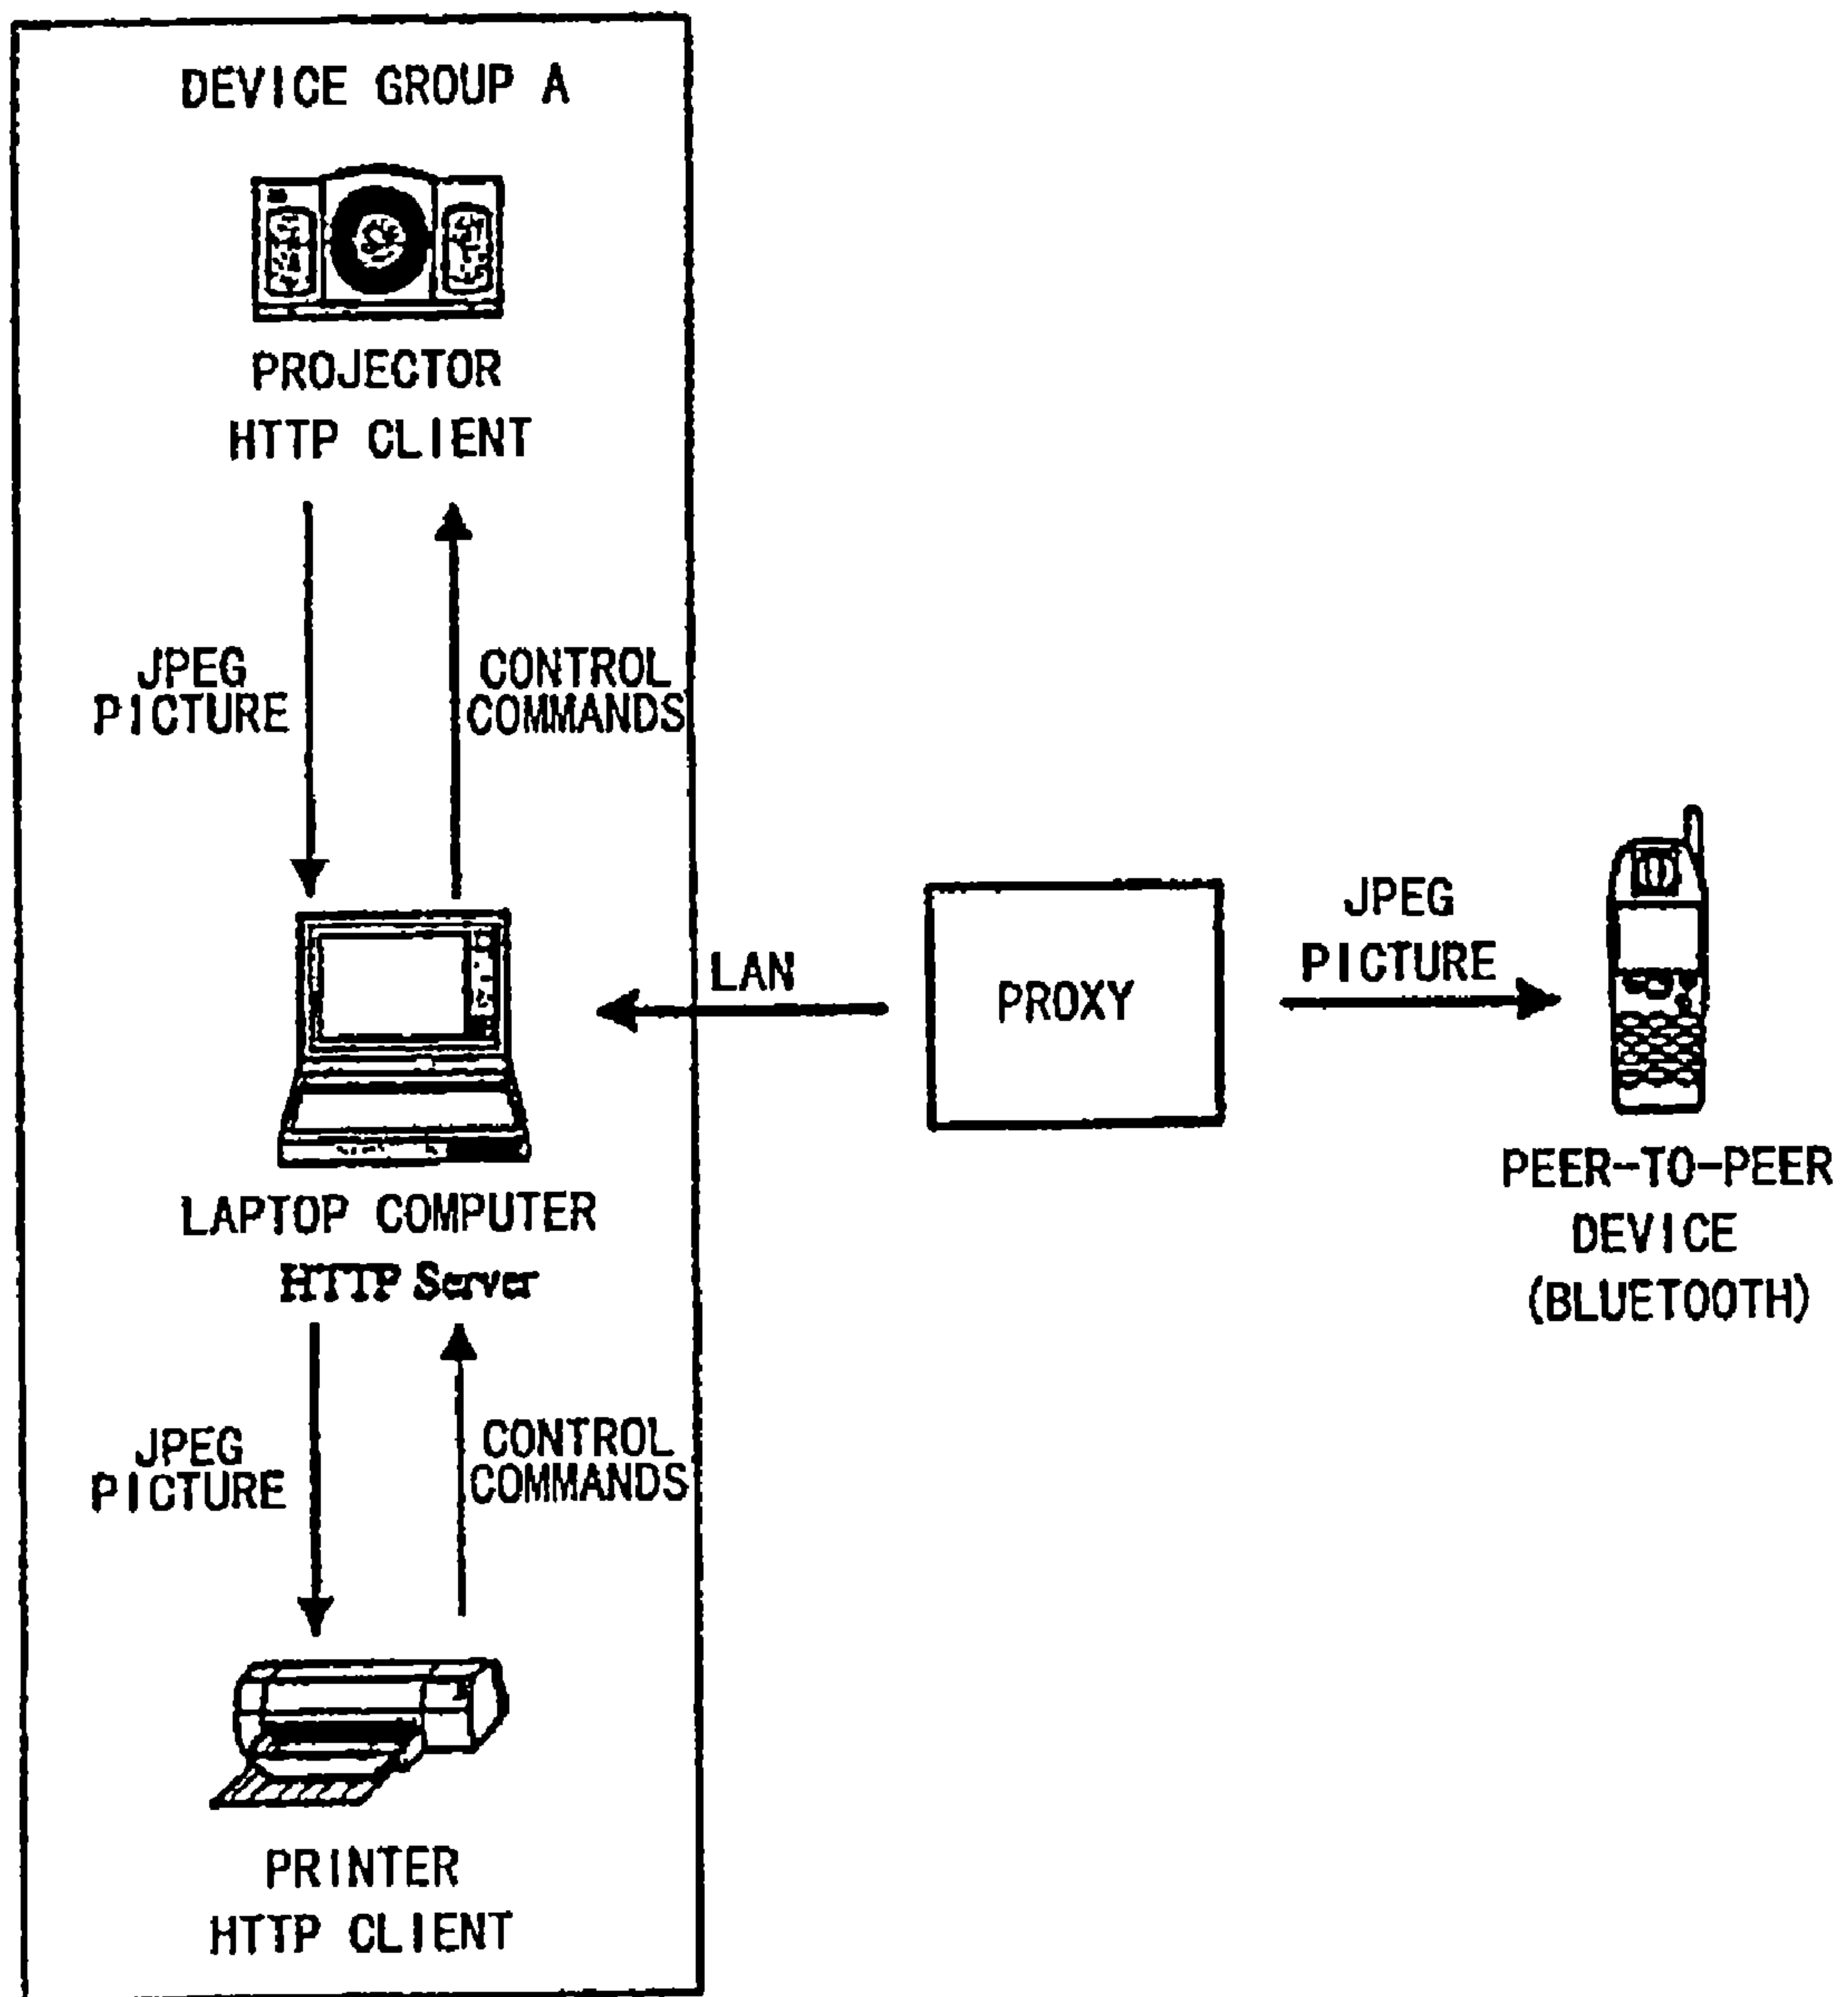 DEVICE GROUP A
PROJECTOR
HTTP CLIENT
JPEG
PICTURE
CONTROL
COMMANDS
LAPTOP COMPUTER
HTTP Server
JPEG
PICTURE
CONTROL
COMMANDS
PRINTER
HTTP CLIENT
LAN
PROXY
JPEG
PICTURE
PEER-TO-PEER
DEVICE
(BLUETOOTH)